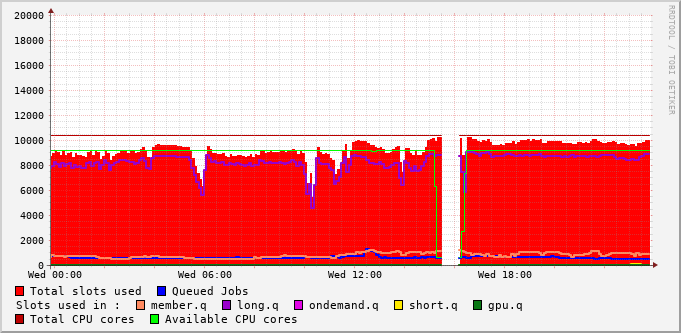 RRDTOOL / TOBI OETIKER
20000
18000
16000
14000
12000
10000
8000
6000
4000
2000
0
Wed 00:00 Wed 06:00 Wed 12:00 Wed 18:00
Total slots used Queued Jobs
Slots used in : member.q long.q ondemand.q short.q gpu.q
Total CPU cores Available CPU cores